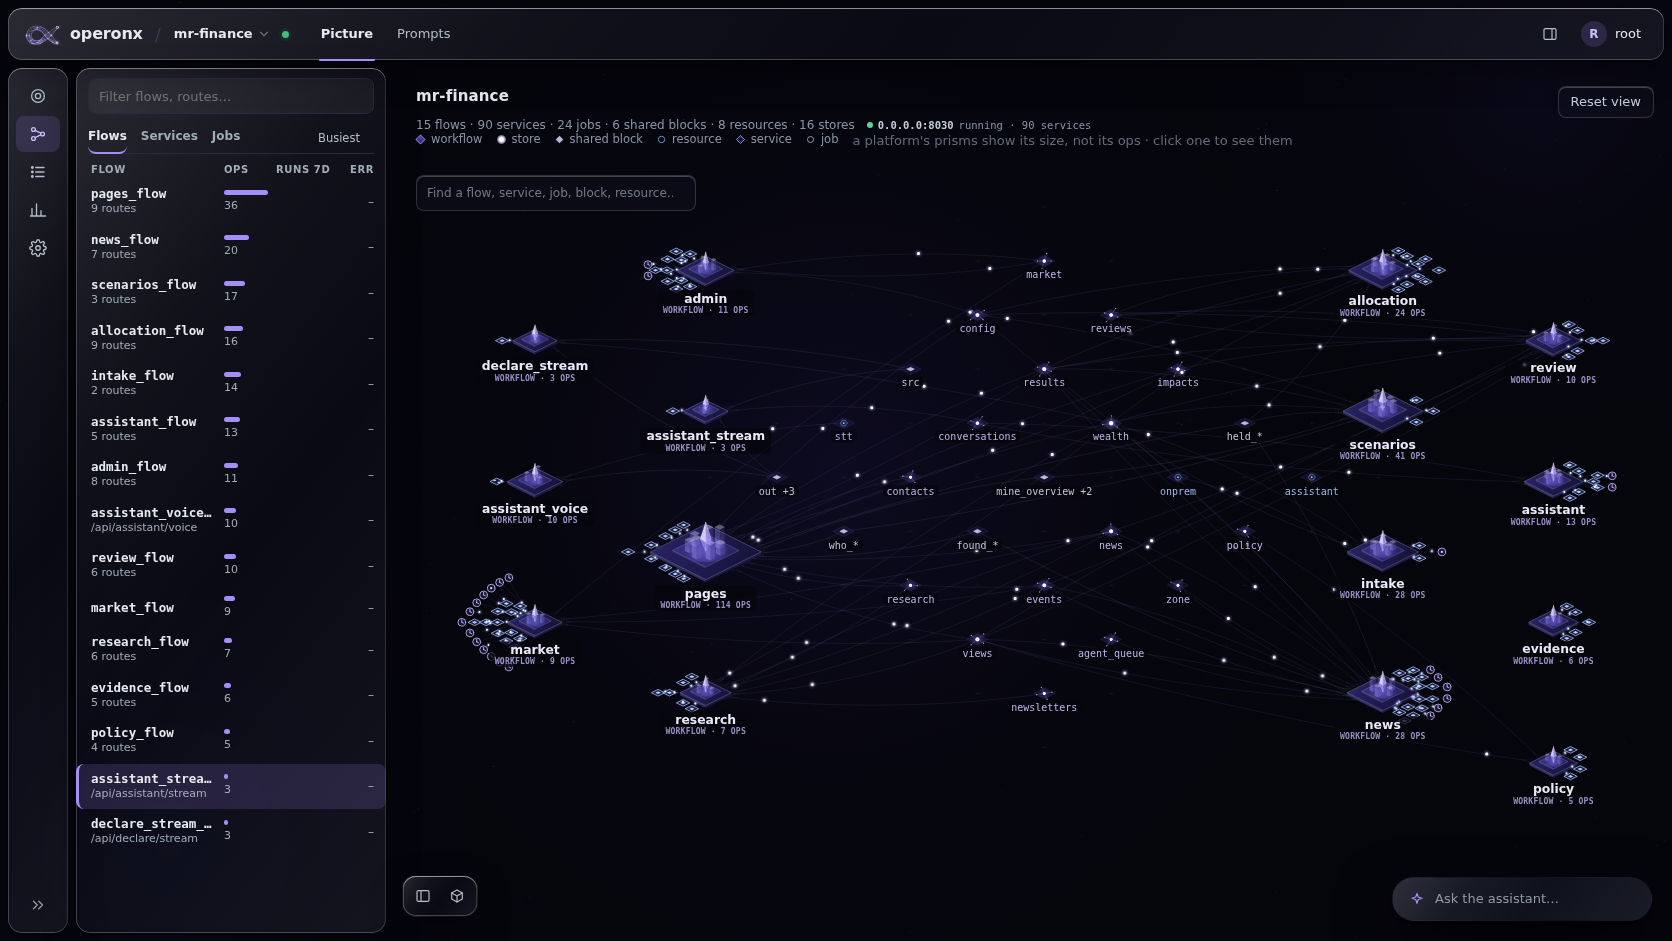 operonx / mr-finance Picture Prompts R root
Filter flows, routes...
Flows Services Jobs Busiest
FLOW OPS RUNS 7D ERR
pages_flow
9 routes 36 –
news_flow
7 routes 20 –
scenarios_flow
3 routes 17 –
allocation_flow
9 routes 16 –
intake_flow
2 routes 14 –
assistant_flow
5 routes 13 –
admin_flow
8 routes 11 –
assistant_voice…
/api/assistant/voice 10 –
review_flow
6 routes 10 –
market_flow 9 –
research_flow
6 routes 7 –
evidence_flow
5 routes 6 –
policy_flow
4 routes 5 –
assistant_strea…
/api/assistant/stream 3 –
declare_stream_…
/api/declare/stream 3 –
mr-finance
Reset view
15 flows · 90 services · 24 jobs · 6 shared blocks · 8 resources · 16 stores 0.0.0.0:8030 running · 90 services
workflow store shared block resource service job a platform's prisms show its size, not its ops · click one to see them
Find a flow, service, job, block, resource..
admin
WORKFLOW · 11 OPS
market
allocation
WORKFLOW · 24 OPS
config
reviews
declare_stream
WORKFLOW · 3 OPS
review
WORKFLOW · 10 OPS
src
results
impacts
assistant_stream
WORKFLOW · 3 OPS
stt
conversations
wealth
held_*
scenarios
WORKFLOW · 41 OPS
out +3
contacts
mine_overview +2
onprem
assistant
assistant_voice
WORKFLOW · 10 OPS
assistant
WORKFLOW · 13 OPS
who_*
found_*
news
policy
pages
WORKFLOW · 114 OPS
intake
WORKFLOW · 28 OPS
research
events
zone
market
WORKFLOW · 9 OPS
views
agent_queue
evidence
WORKFLOW · 6 OPS
research
WORKFLOW · 7 OPS
newsletters
news
WORKFLOW · 28 OPS
policy
WORKFLOW · 5 OPS
Ask the assistant...